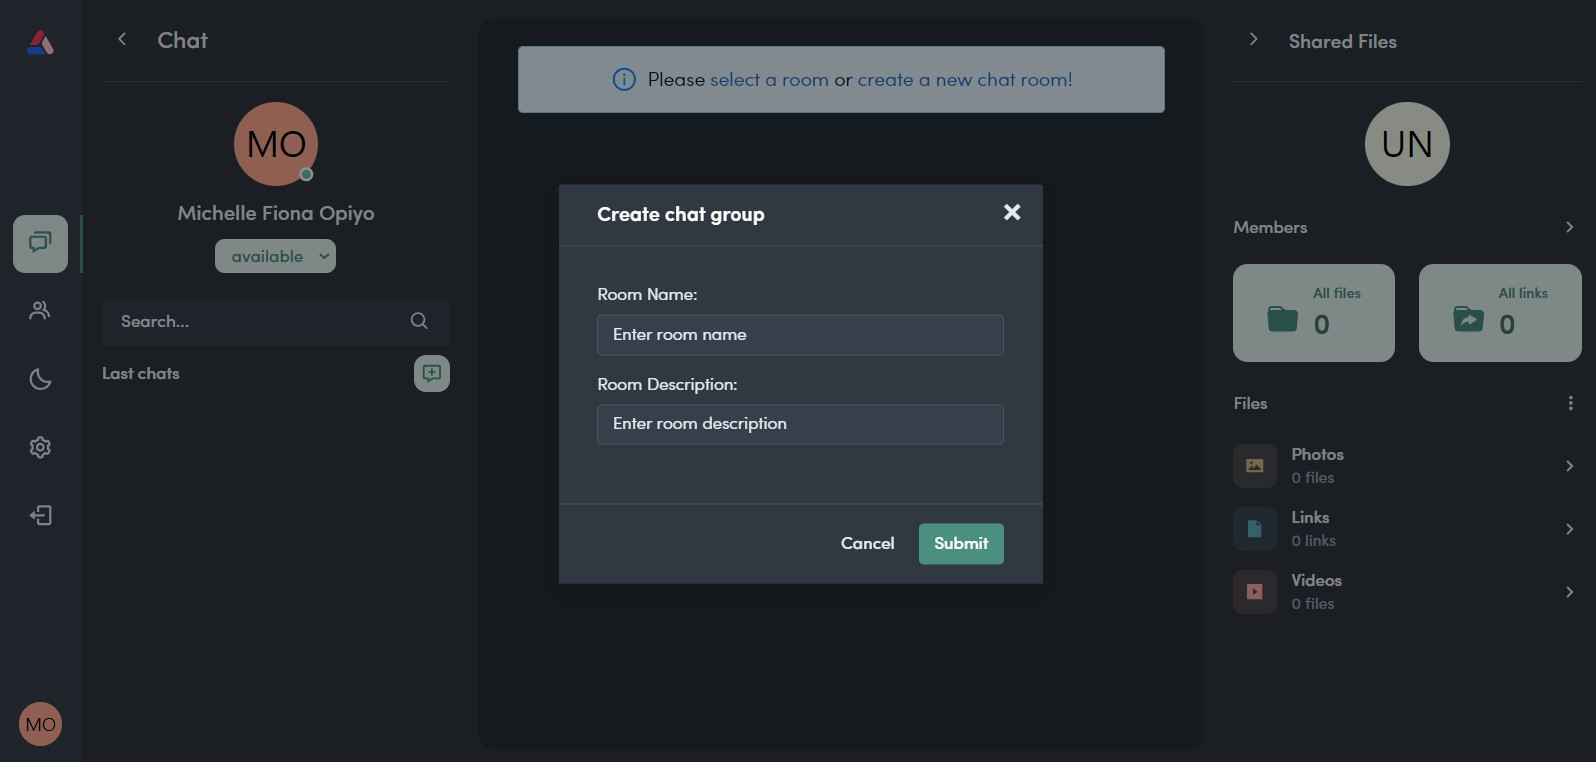 Chat
MO
Michelle Fiona Opiyo
available
Search...
Last chats
MO
Please select a room or create a new chat room!
Create chat group
Room Name:
Enter room name
Room Description:
Enter room description
Cancel
Submit
Shared Files
UN
Members
All files
0
All links
0
Files
Photos
0 files
Links
0 links
Videos
0 files